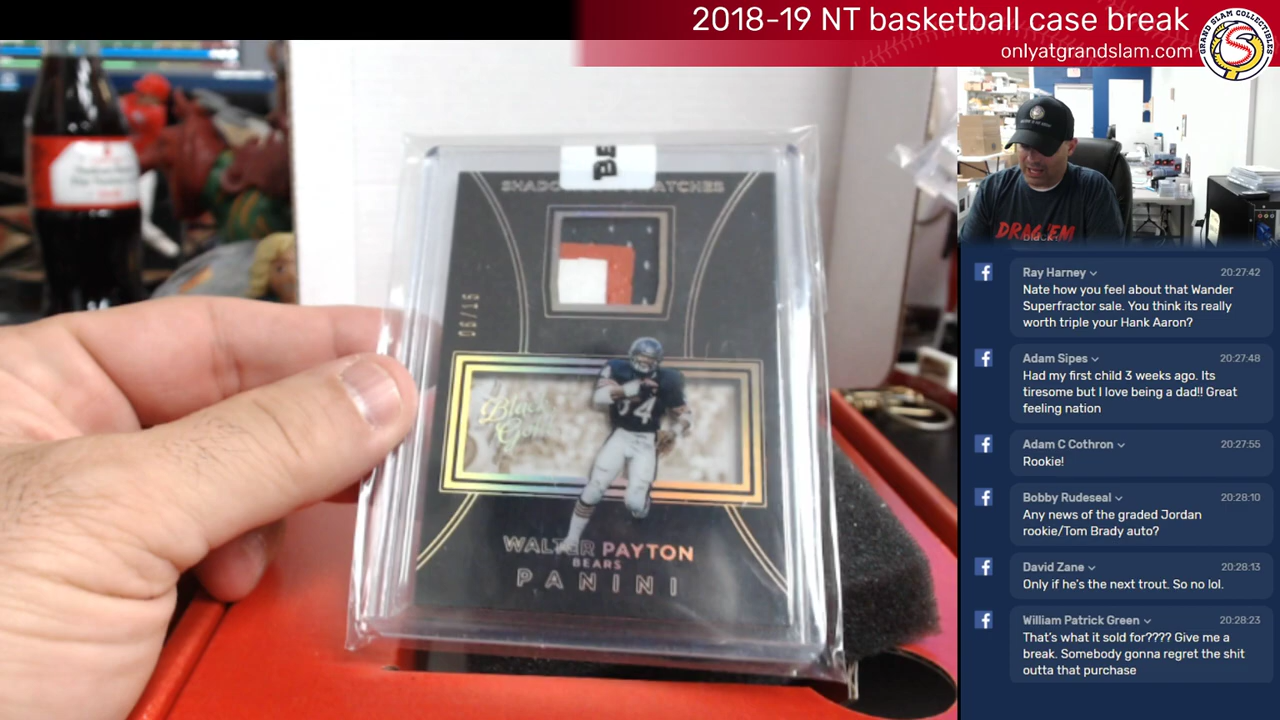 2018-19 NT basketball case break
onlyatgrandslam.com
GRAND SLAM COLLECTIBLES
BE
SWATCHES
06/15
Black Gold
34
WALTER PAYTON
BEARS
PANINI
DRAG'EM
Ray Harney 20:27:42
Nate how you feel about that Wander
Superfractor sale. You think its really
worth triple your Hank Aaron?
Adam Sipes 20:27:48
Had my first child 3 weeks ago. Its
tiresome but I love being a dad!! Great
feeling nation
Adam C Cothron 20:27:55
Rookie!
Bobby Rudeseal 20:28:10
Any news of the graded Jordan
rookie/Tom Brady auto?
David Zane 20:28:13
Only if he's the next trout. So no lol.
William Patrick Green 20:28:23
That's what it sold for???? Give me a
break. Somebody gonna regret the shit
outta that purchase